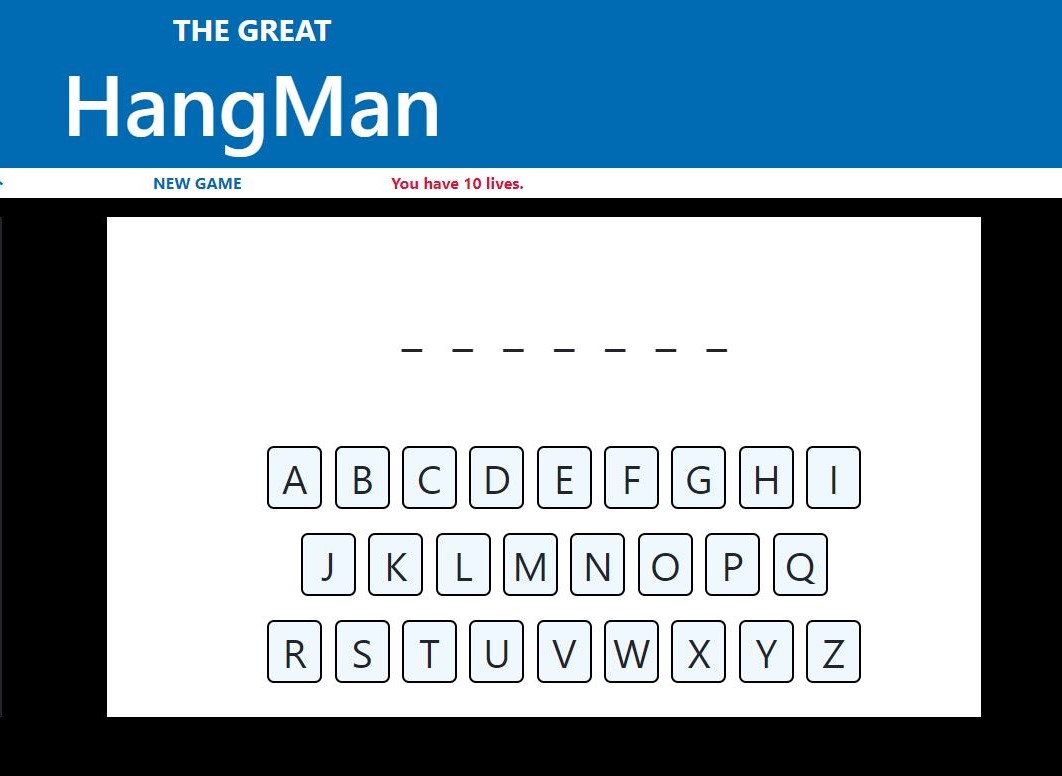 THE GREAT
HangMan
NEW GAME You have 10 lives.
_ _ _ _ _ _ _
A B C D E F G H I
J K L M N O P Q
R S T U V W X Y Z